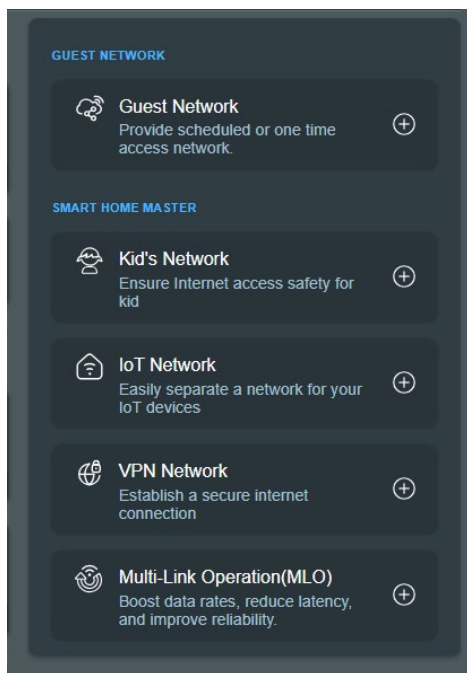 GUEST NETWORK
Guest Network
Provide scheduled or one time
access network.
SMART HOME MASTER
Kid's Network
Ensure Internet access safety for
kid
IoT Network
Easily separate a network for your
IoT devices
VPN Network
Establish a secure internet
connection
Multi-Link Operation(MLO)
Boost data rates, reduce latency,
and improve reliability.